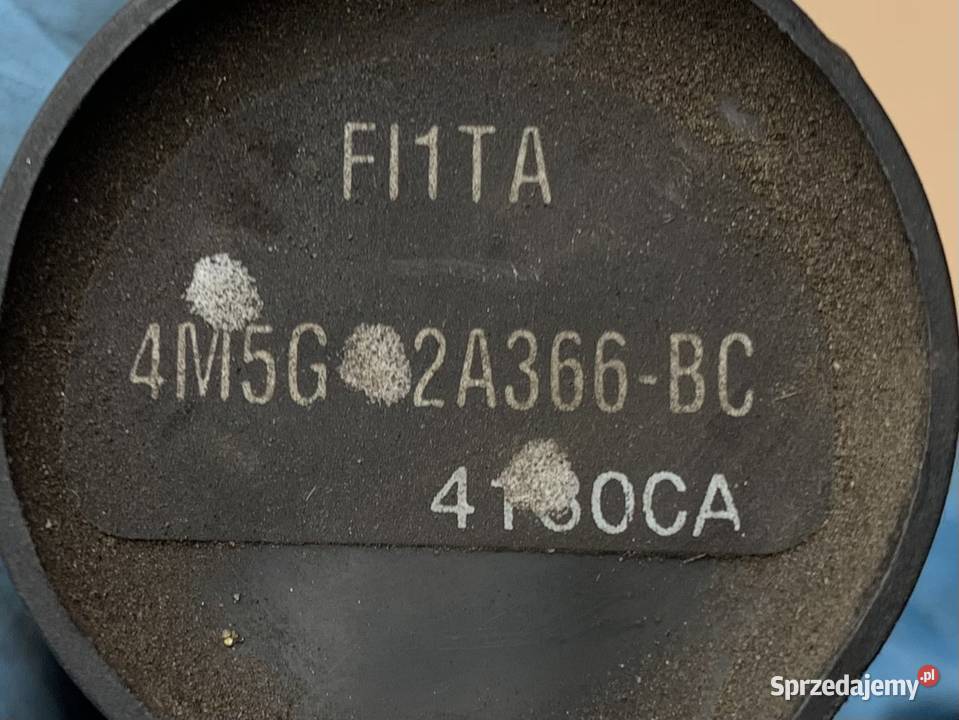 FI1TA
4M5G 2A366-BC
Sprzedajemy.pl